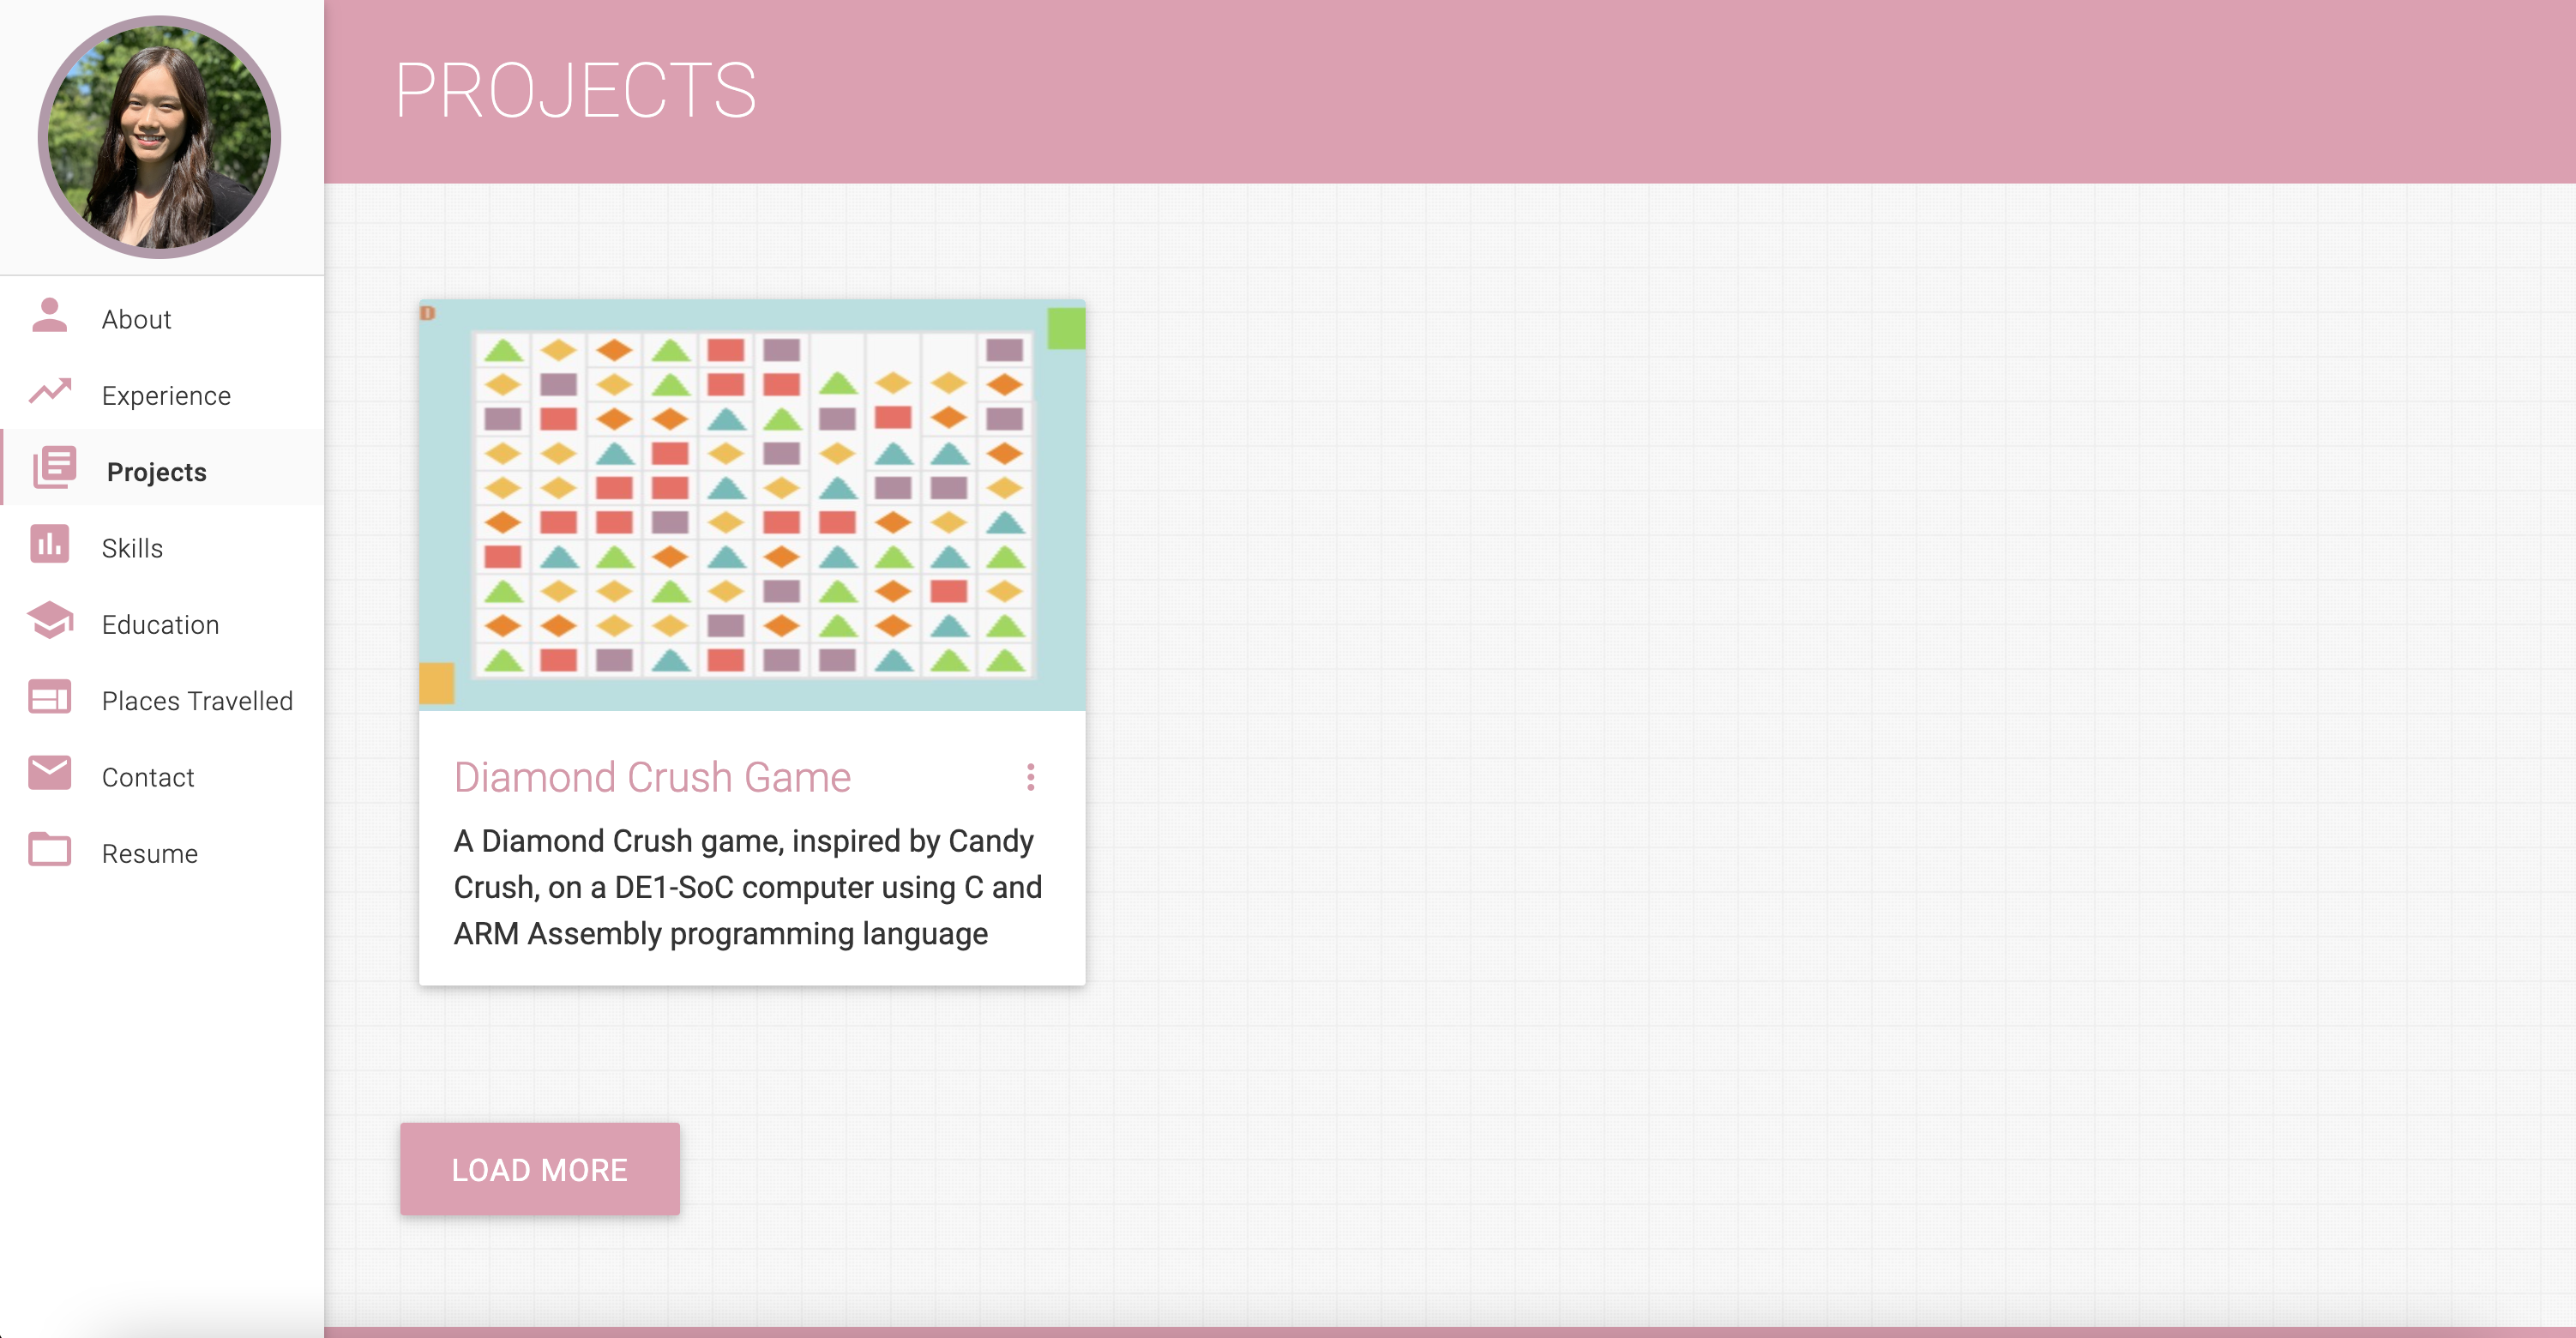 PROJECTS
About
Experience
Projects
Skills
Education
Places Travelled
Contact
Resume
D
Diamond Crush Game
A Diamond Crush game, inspired by Candy
Crush, on a DE1-SoC computer using C and
ARM Assembly programming language
LOAD MORE